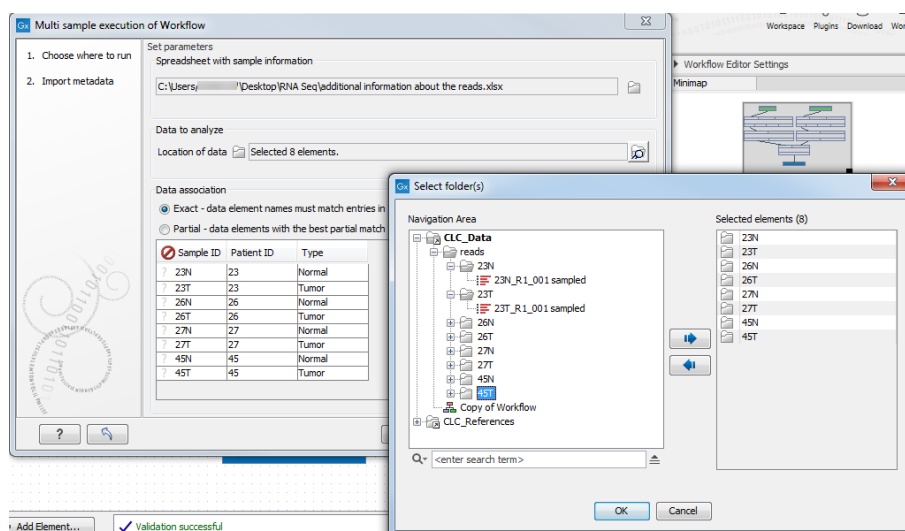 Gx Multi sample execution of Workflow
1. Choose where to run
2. Import metadata
Set parameters
Spreadsheet with sample information
C:\Users\ '\Desktop\RNA Seq\additional information about the reads.xlsx
Data to analyze
Location of data Selected 8 elements.
Data association
Exact - data element names must match entries in
Partial - data elements with the best partial match
Sample ID Patient ID Type
? 23N 23 Normal
? 23T 23 Tumor
? 26N 26 Normal
? 26T 26 Tumor
? 27N 27 Normal
? 27T 27 Tumor
? 45N 45 Normal
? 45T 45 Tumor
?
Workspace Plugins Download Wor
Workflow Editor Settings
Minimap
Gx Select folder(s)
Navigation Area
CLC_Data
reads
23N
23N_R1_001 sampled
23T
23T_R1_001 sampled
26N
26T
27N
27T
45N
45T
Copy of Workflow
CLC_References
<enter search term>
Selected elements (8)
23N
23T
26N
26T
27N
27T
45N
45T
OK Cancel
Add Element... Validation successful